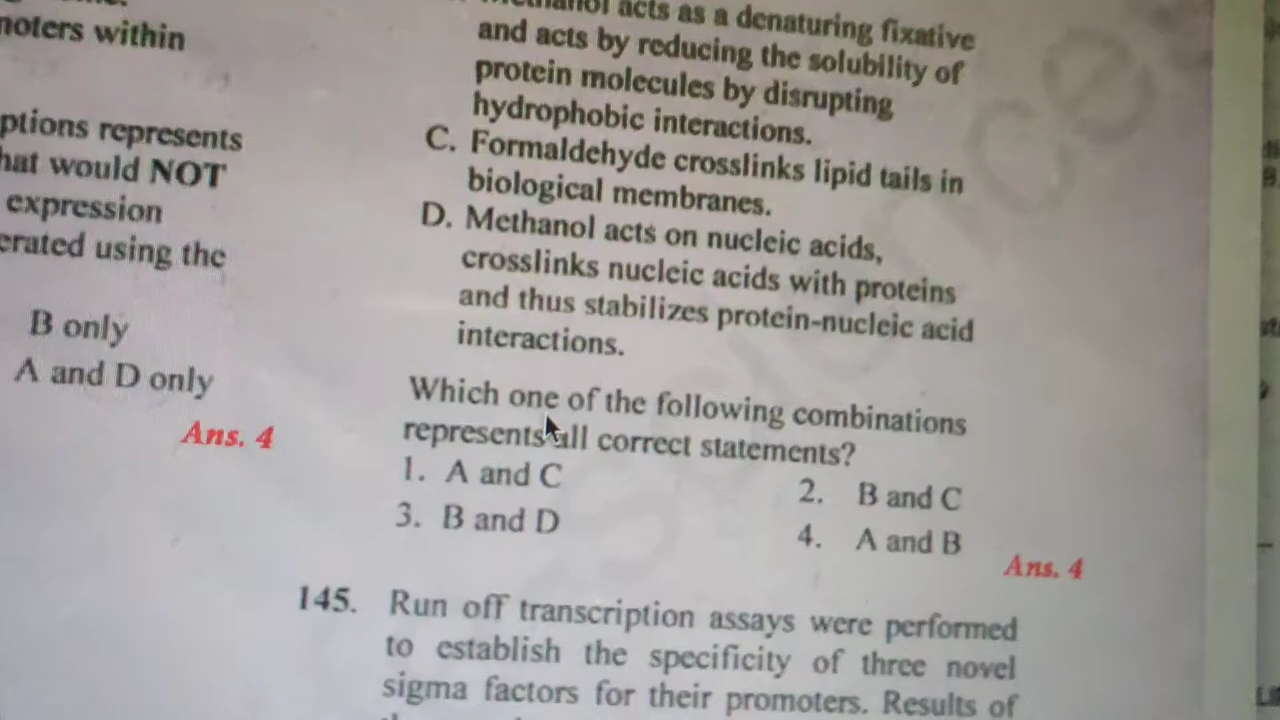 noters within
ptions represents
hat would NOT
expression
erated using the
B only
A and D only
Ans. 4
acts as a denaturing fixative
and acts by reducing the solubility of
protein molecules by disrupting
hydrophobic interactions.
C. Formaldehyde crosslinks lipid tails in
biological membranes.
D. Methanol acts on nucleic acids,
crosslinks nucleic acids with proteins
and thus stabilizes protein-nucleic acid
interactions.
Which one of the following combinations
represents all correct statements?
1. A and C
2. B and C
3. B and D
4. A and B
Ans. 4
145. Run off transcription assays were performed
to establish the specificity of three novel
sigma factors for their promoters. Results of